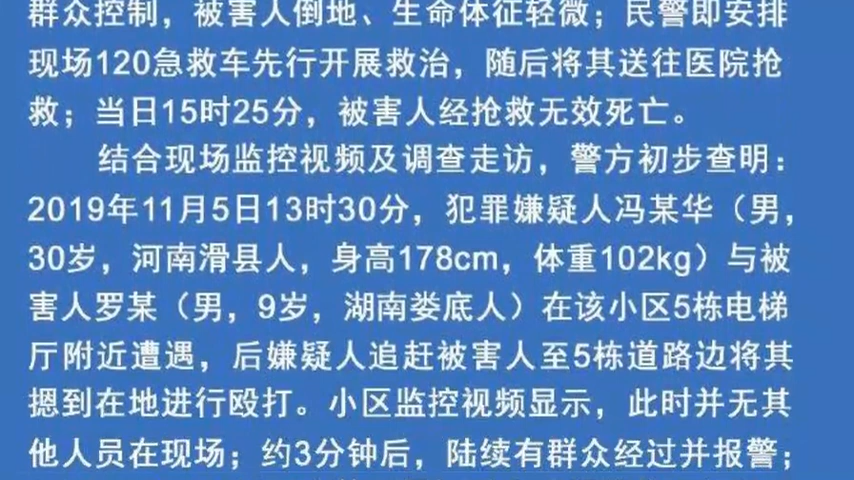 群众控制，被害人倒地、生命体征轻微；民警即安排
现场120急救车先行开展救治，随后将其送往医院抢
救；当日15时25分，被害人经抢救无效死亡。
结合现场监控视频及调查走访，警方初步查明：
2019年11月5日13时30分，犯罪嫌疑人冯某华（男，
30岁，河南滑县人，身高178cm，体重102kg）与被
害人罗某（男，9岁，湖南娄底人）在该小区5栋电梯
厅附近遭遇，后嫌疑人追赶被害人至5栋道路边将其
摁到在地进行殴打。小区监控视频显示，此时并无其
他人员在现场；约3分钟后，陆续有群众经过并报警；